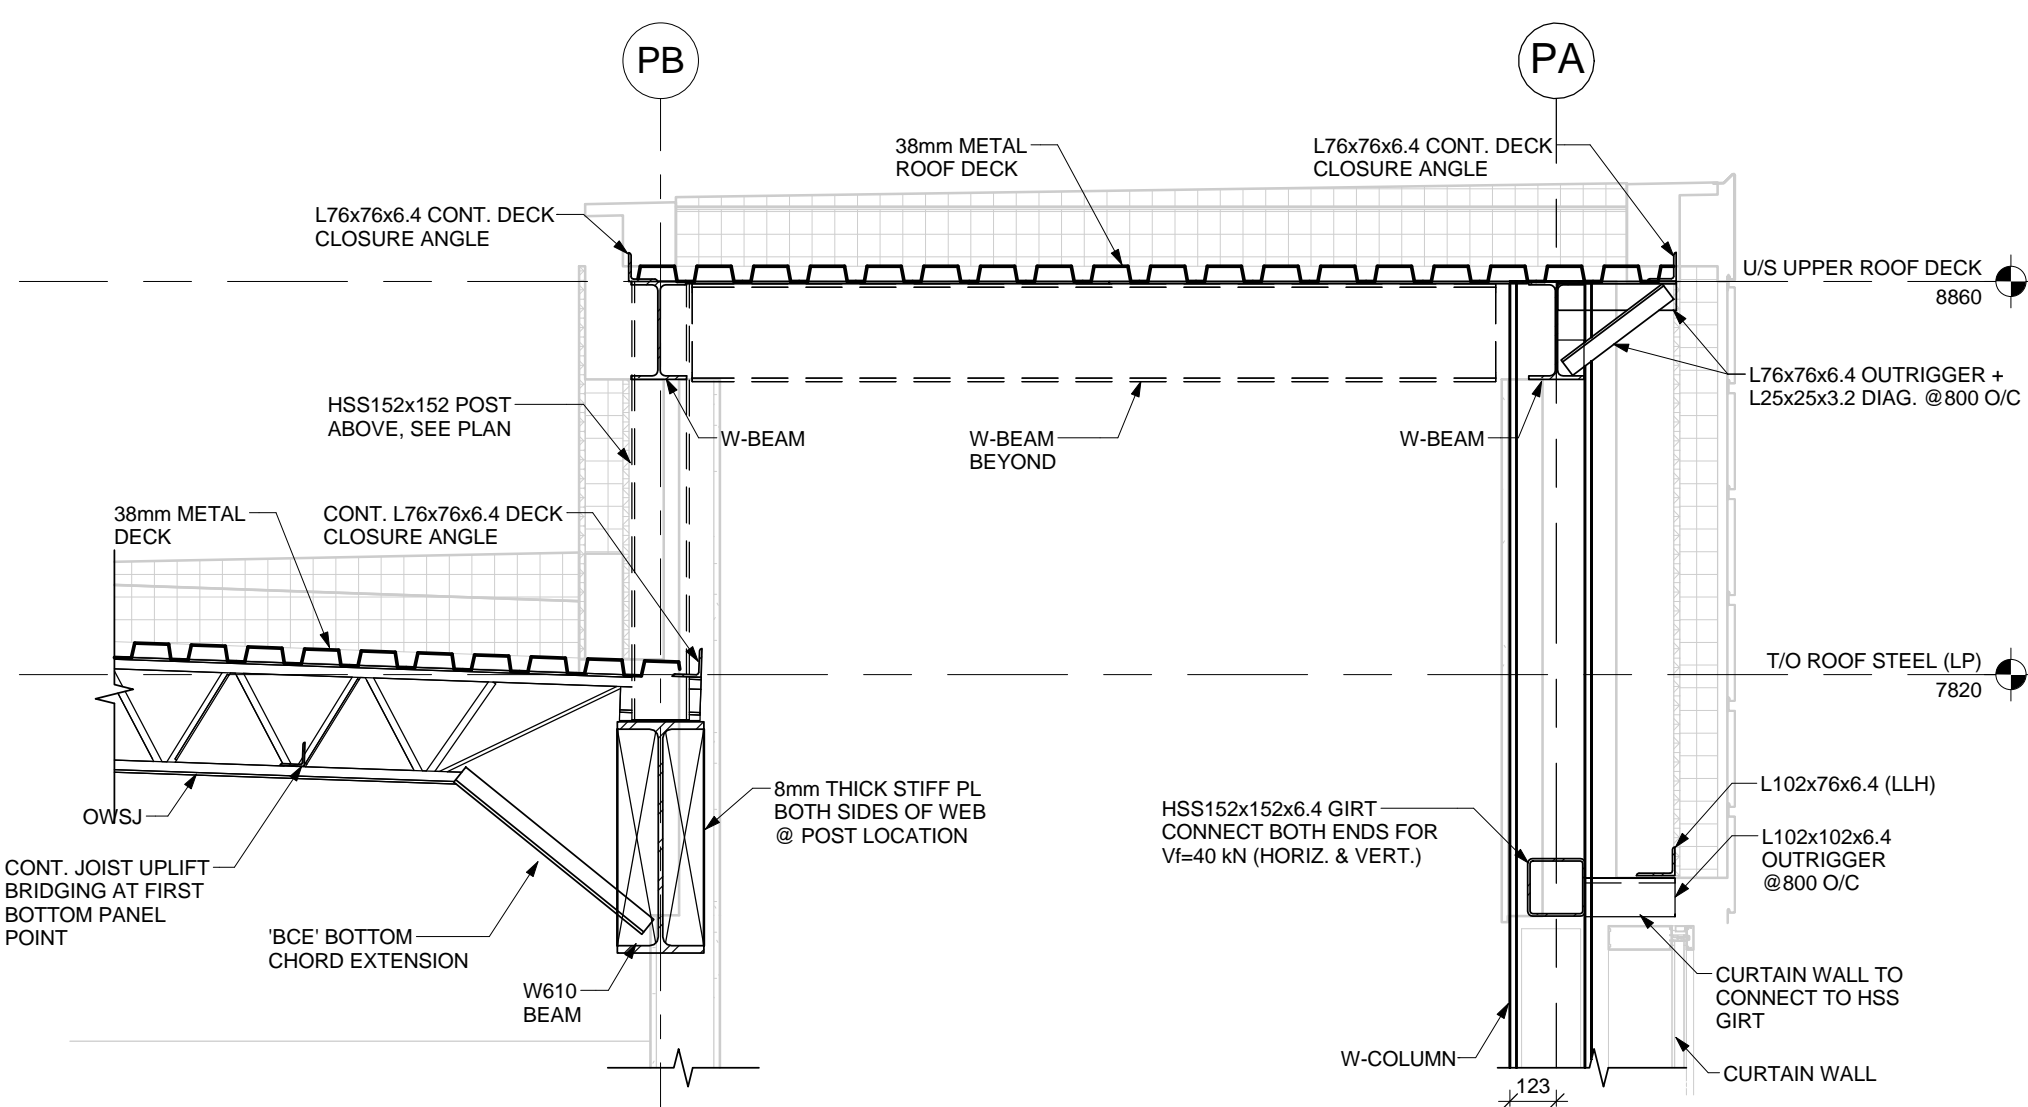 PB
PA
38mm METAL
ROOF DECK
L76x76x6.4 CONT. DECK
CLOSURE ANGLE
L76x76x6.4 CONT. DECK
CLOSURE ANGLE
U/S UPPER ROOF DECK
8860
L76x76x6.4 OUTRIGGER +
L25x25x3.2 DIAG. @800 O/C
HSS152x152 POST
ABOVE, SEE PLAN
W-BEAM
W-BEAM
BEYOND
W-BEAM
38mm METAL
DECK
CONT. L76x76x6.4 DECK
CLOSURE ANGLE
T/O ROOF STEEL (LP)
7820
OWSJ
8mm THICK STIFF PL
BOTH SIDES OF WEB
@ POST LOCATION
HSS152x152x6.4 GIRT
CONNECT BOTH ENDS FOR
Vf=40 kN (HORIZ. & VERT.)
L102x76x6.4 (LLH)
L102x102x6.4
OUTRIGGER
@800 O/C
CONT. JOIST UPLIFT
BRIDGING AT FIRST
BOTTOM PANEL
POINT
'BCE' BOTTOM
CHORD EXTENSION
W610
BEAM
CURTAIN WALL TO
CONNECT TO HSS
GIRT
W-COLUMN
CURTAIN WALL
123